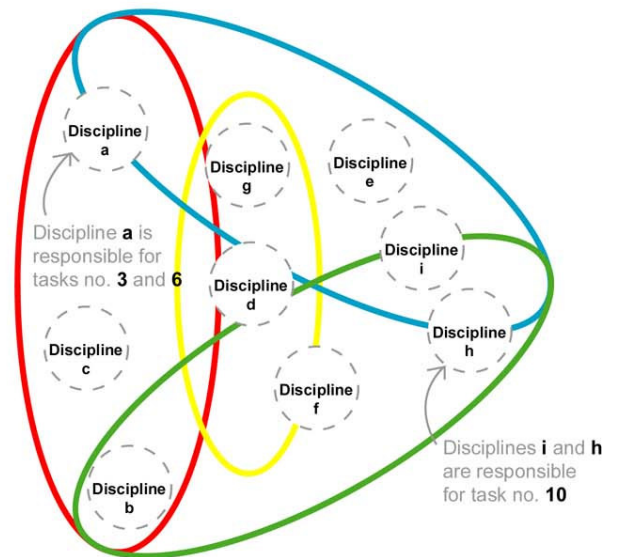 Discipline
a
Discipline
g
Discipline
e
Discipline a is
responsible for
tasks no. 3 and 6
Discipline
i
Discipline
d
Discipline
h
Discipline
c
Discipline
f
Disciplines i and h
are responsible
for task no. 10
Discipline
b